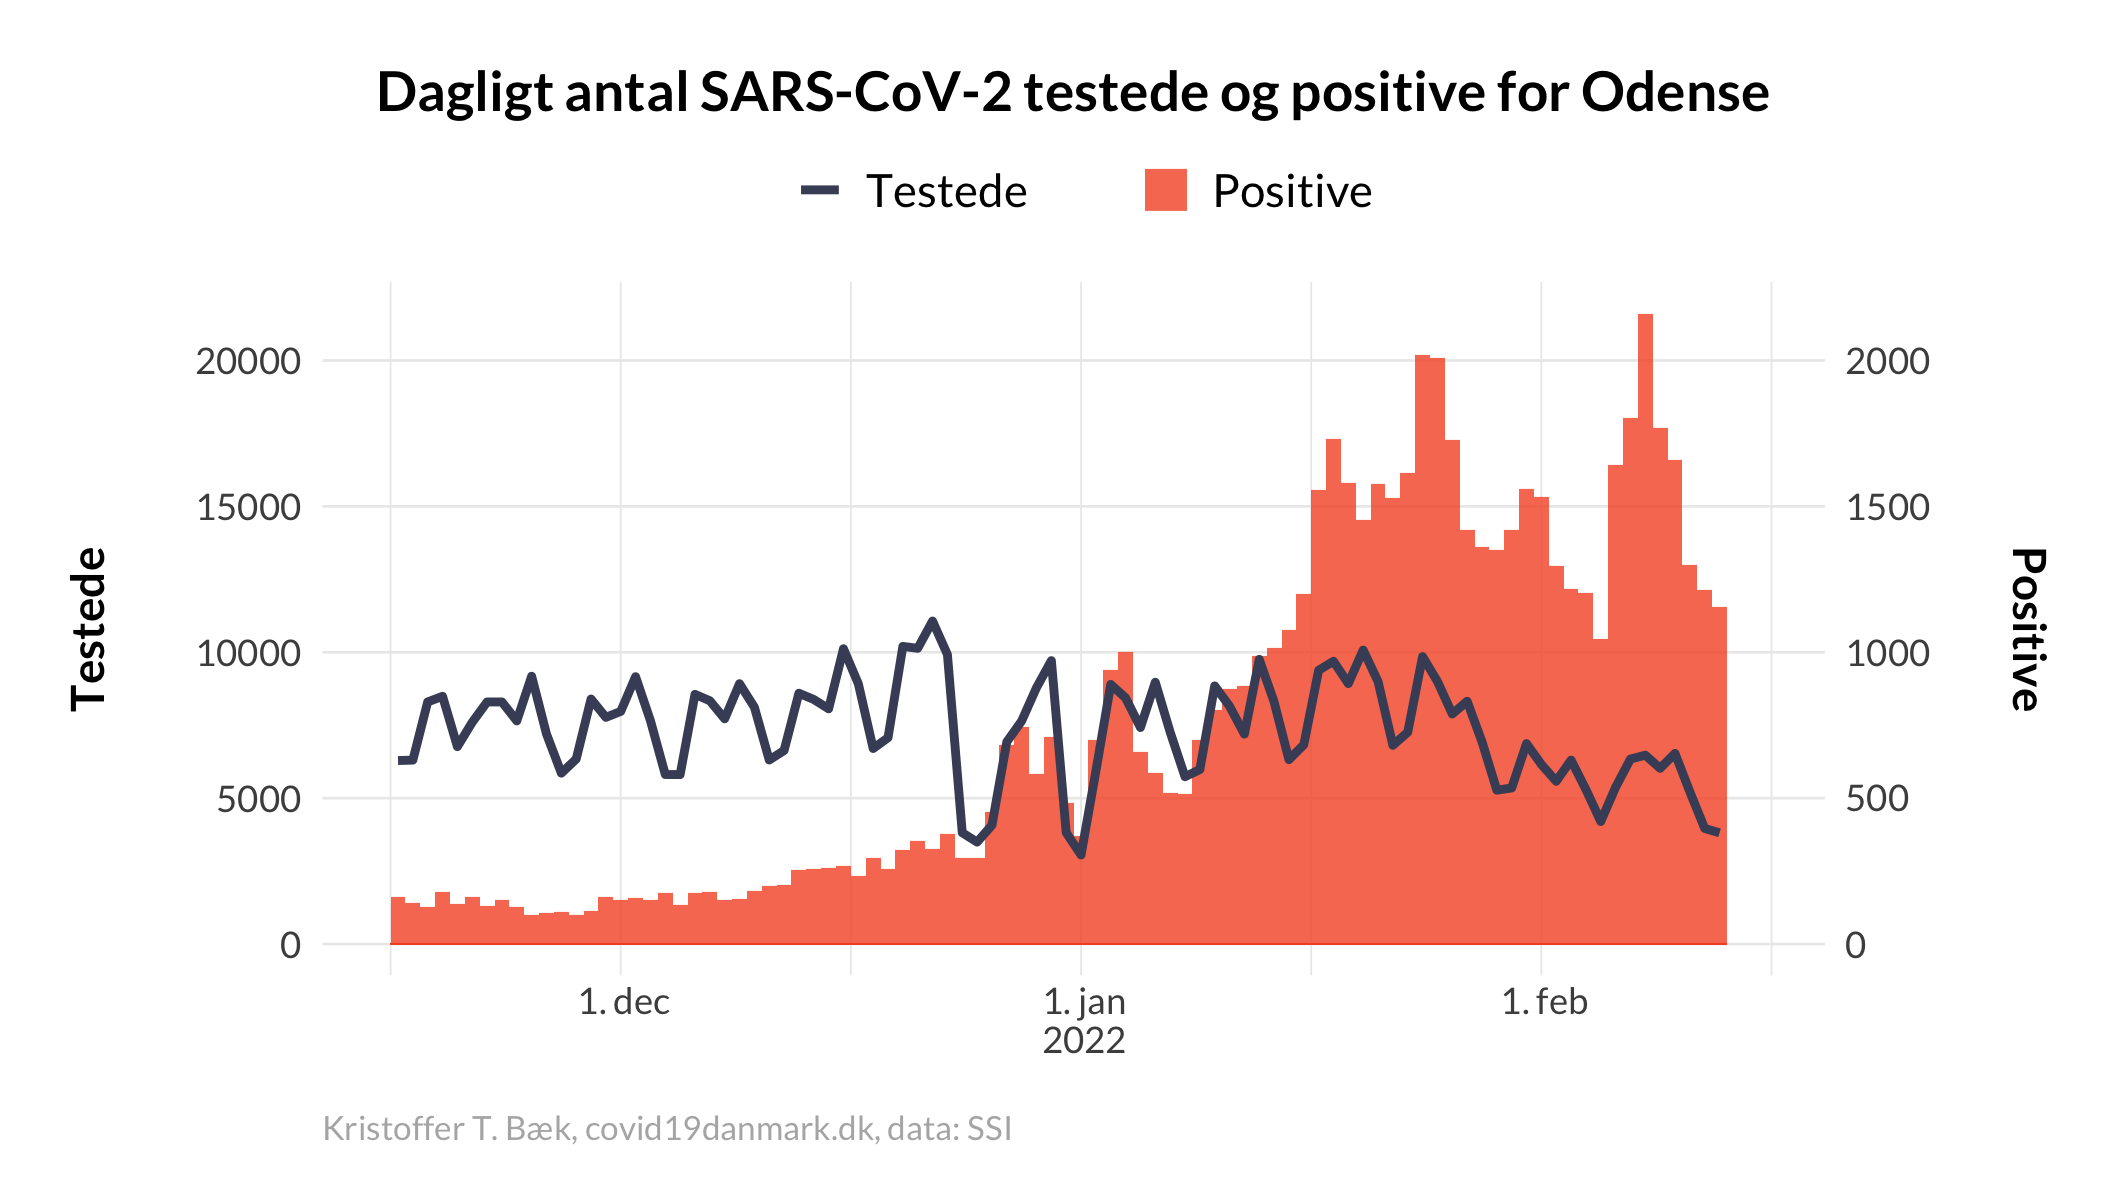 Dagligt antal SARS-CoV-2 testede og positive for Odense
Testede
Positive
20000
15000
10000
5000
0
Testede
2000
1500
1000
500
0
Positive
1. dec
1. jan
2022
1. feb
Kristoffer T. Bæk, covid19danmark.dk, data: SSI